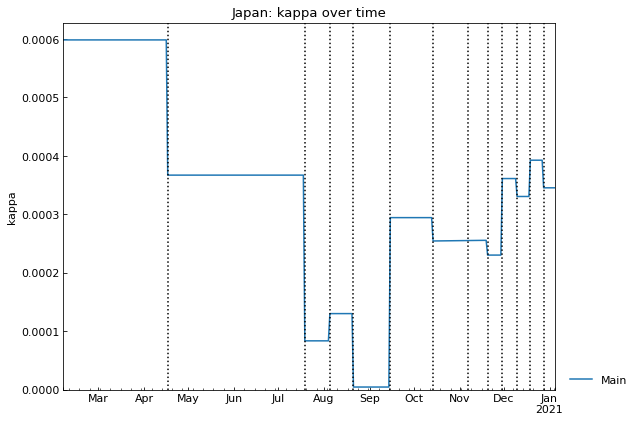 Japan: kappa over time
kappa
0.0006
0.0005
0.0004
0.0003
0.0002
0.0001
0.0000
Mar Apr May Jun Jul Aug Sep Oct Nov Dec Jan
2021
Main